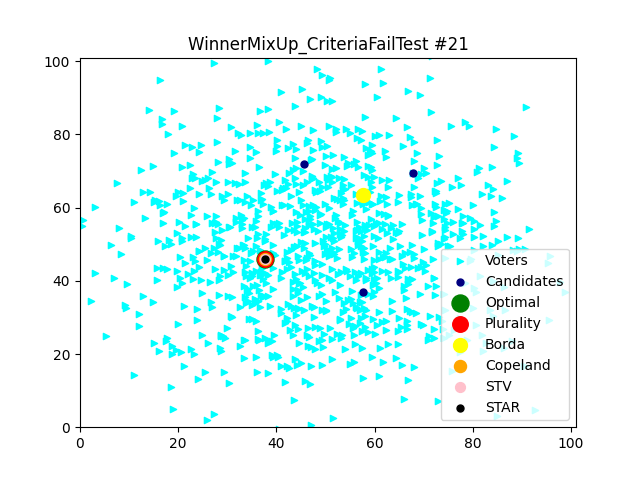 WinnerMixUp_CriteriaFailTest #21
100
80
60
40
20
0
0 20 40 60 80 100
Voters
Candidates
Optimal
Plurality
Borda
Copeland
STV
STAR